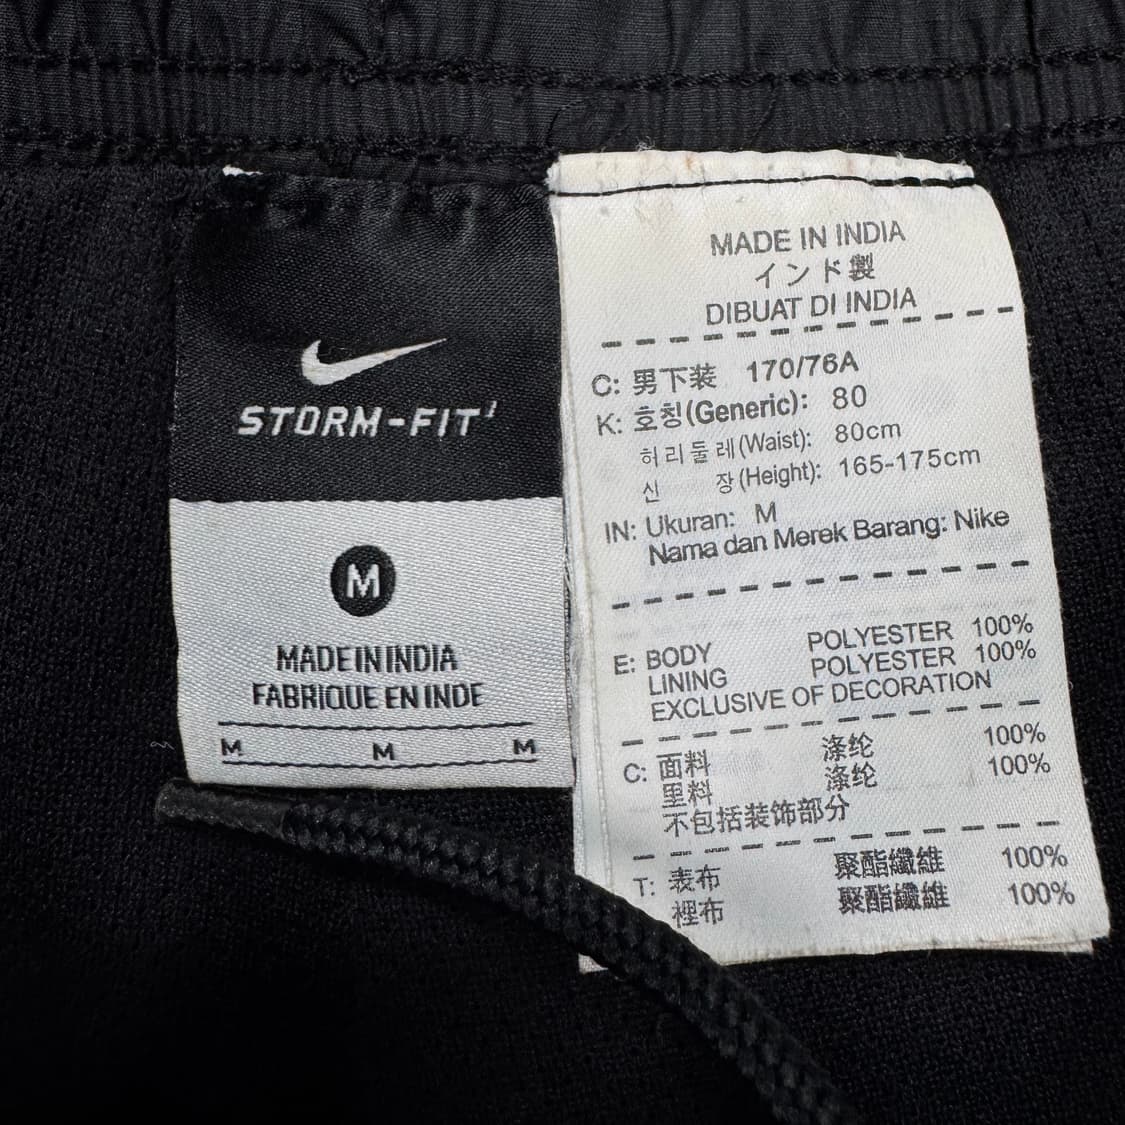 STORM-FIT
M
MADE IN INDIA
FABRIQUE EN INDE
M M M
MADE IN INDIA
インド製
DIBUAT DI INDIA
C: 男下装 170/76A
K: 호칭(Generic): 80
허리둘레(Waist): 80cm
신 장(Height): 165-175cm
IN: Ukuran: M
Nama dan Merek Barang: Nike
E: BODY POLYESTER 100%
LINING POLYESTER 100%
EXCLUSIVE OF DECORATION
C: 面料 涤纶 100%
里料 涤纶 100%
不包括装饰部分
T: 表布 聚酯纖維 100%
裡布 聚酯纖維 100%